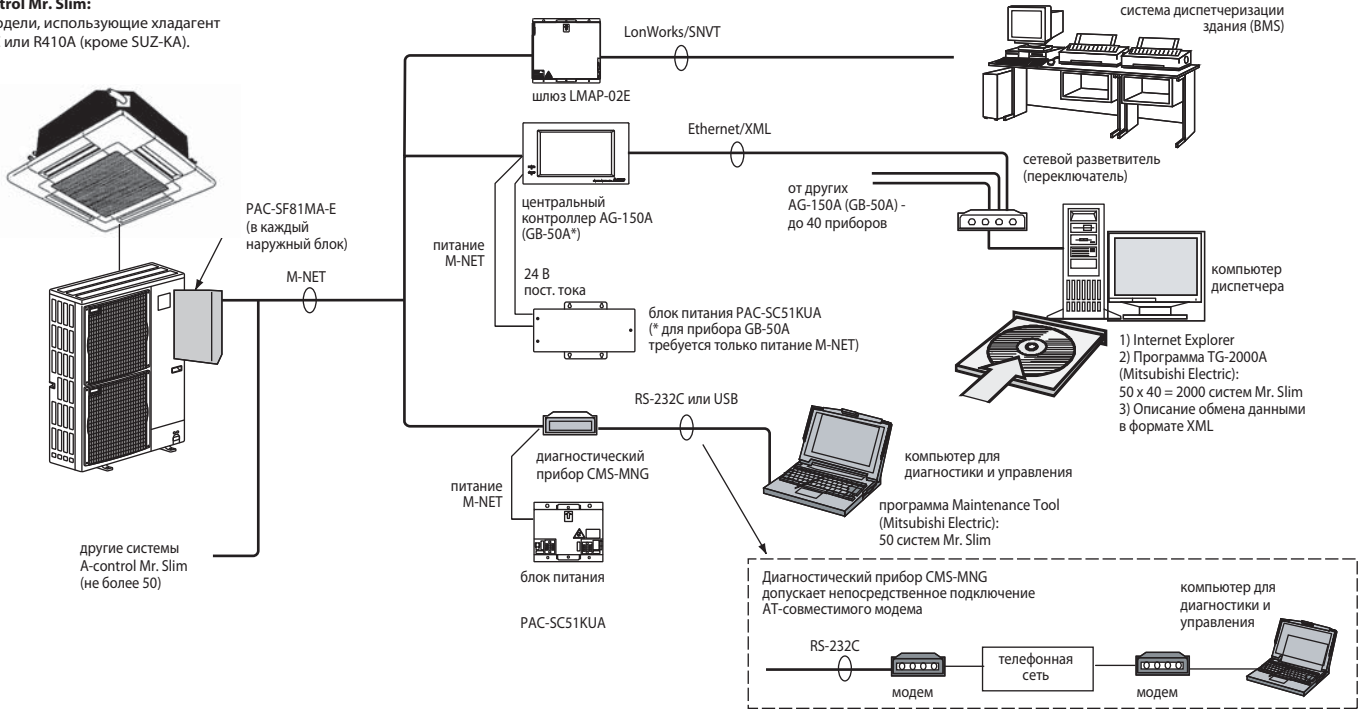 ntrol Mr. Slim:
одели, использующие хладагент
или R410A (кроме SUZ-KA).
PAC-SF81MA-E
(в каждый
наружный блок)
M-NET
другие системы
A-control Mr. Slim
(не более 50)
LonWorks/SNVT
шлюз LMAP-02E
система диспетчеризации
здания (BMS)
Ethernet/XML
центральный
контроллер AG-150A
(GB-50A*)
питание
M-NET
24 В
пост. тока
блок питания PAC-SC51KUA
(* для прибора GB-50A
требуется только питание M-NET)
от других
AG-150A (GB-50A) -
до 40 приборов
сетевой разветвитель
(переключатель)
компьютер
диспетчера
1) Internet Explorer
2) Программа TG-2000A
(Mitsubishi Electric):
50 x 40 = 2000 систем Mr. Slim
3) Описание обмена данными
в формате XML
RS-232C или USB
диагностический
прибор CMS-MNG
питание
M-NET
блок питания
PAC-SC51KUA
компьютер для
диагностики и управления
программа Maintenance Tool
(Mitsubishi Electric):
50 систем Mr. Slim
Диагностический прибор CMS-MNG
допускает непосредственное подключение
АТ-совместимого модема
RS-232C
модем
телефонная
сеть
модем
компьютер для
диагностики и
управления